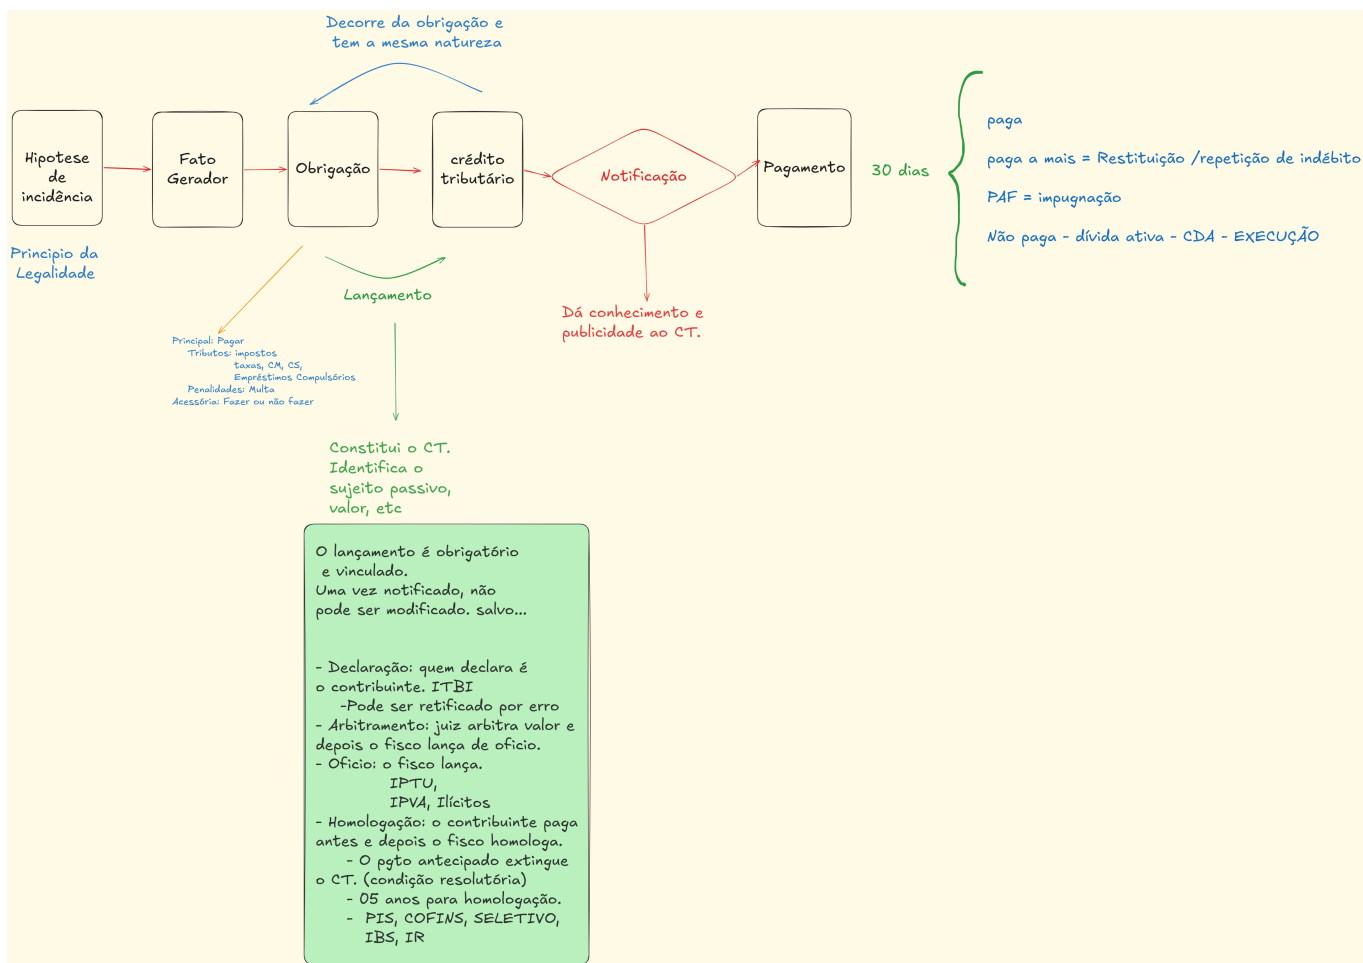 Decorre da obrigação e
tem a mesma natureza
Hipotese
de
incidência
Fato
Gerador
Obrigação
crédito
tributário
Notificação
Pagamento
30 dias
paga
paga a mais = Restituição /repetição de indébito
PAF = impugnação
Não paga - dívida ativa - CDA - EXECUÇÃO
Principio da
Legalidade
Lançamento
Dá conhecimento e
publicidade ao CT.
Principal: Pagar
Tributos: impostos
taxas, CM, CS,
Empréstimos Compulsórios
Penalidades: Multa
Acessória: Fazer ou não fazer
Constitui o CT.
Identifica o
sujeito passivo,
valor, etc
O lançamento é obrigatório
e vinculado.
Uma vez notificado, não
pode ser modificado. salvo...
- Declaração: quem declara é
o contribuinte. ITBI
-Pode ser retificado por erro
- Arbitramento: juiz arbitra valor e
depois o fisco lança de oficio.
- Oficio: o fisco lança.
IPTU,
IPVA, Ilícitos
- Homologação: o contribuinte paga
antes e depois o fisco homologa.
- O pgto antecipado extingue
o CT. (condição resolutória)
- 05 anos para homologação.
- PIS, COFINS, SELETIVO,
IBS, IR